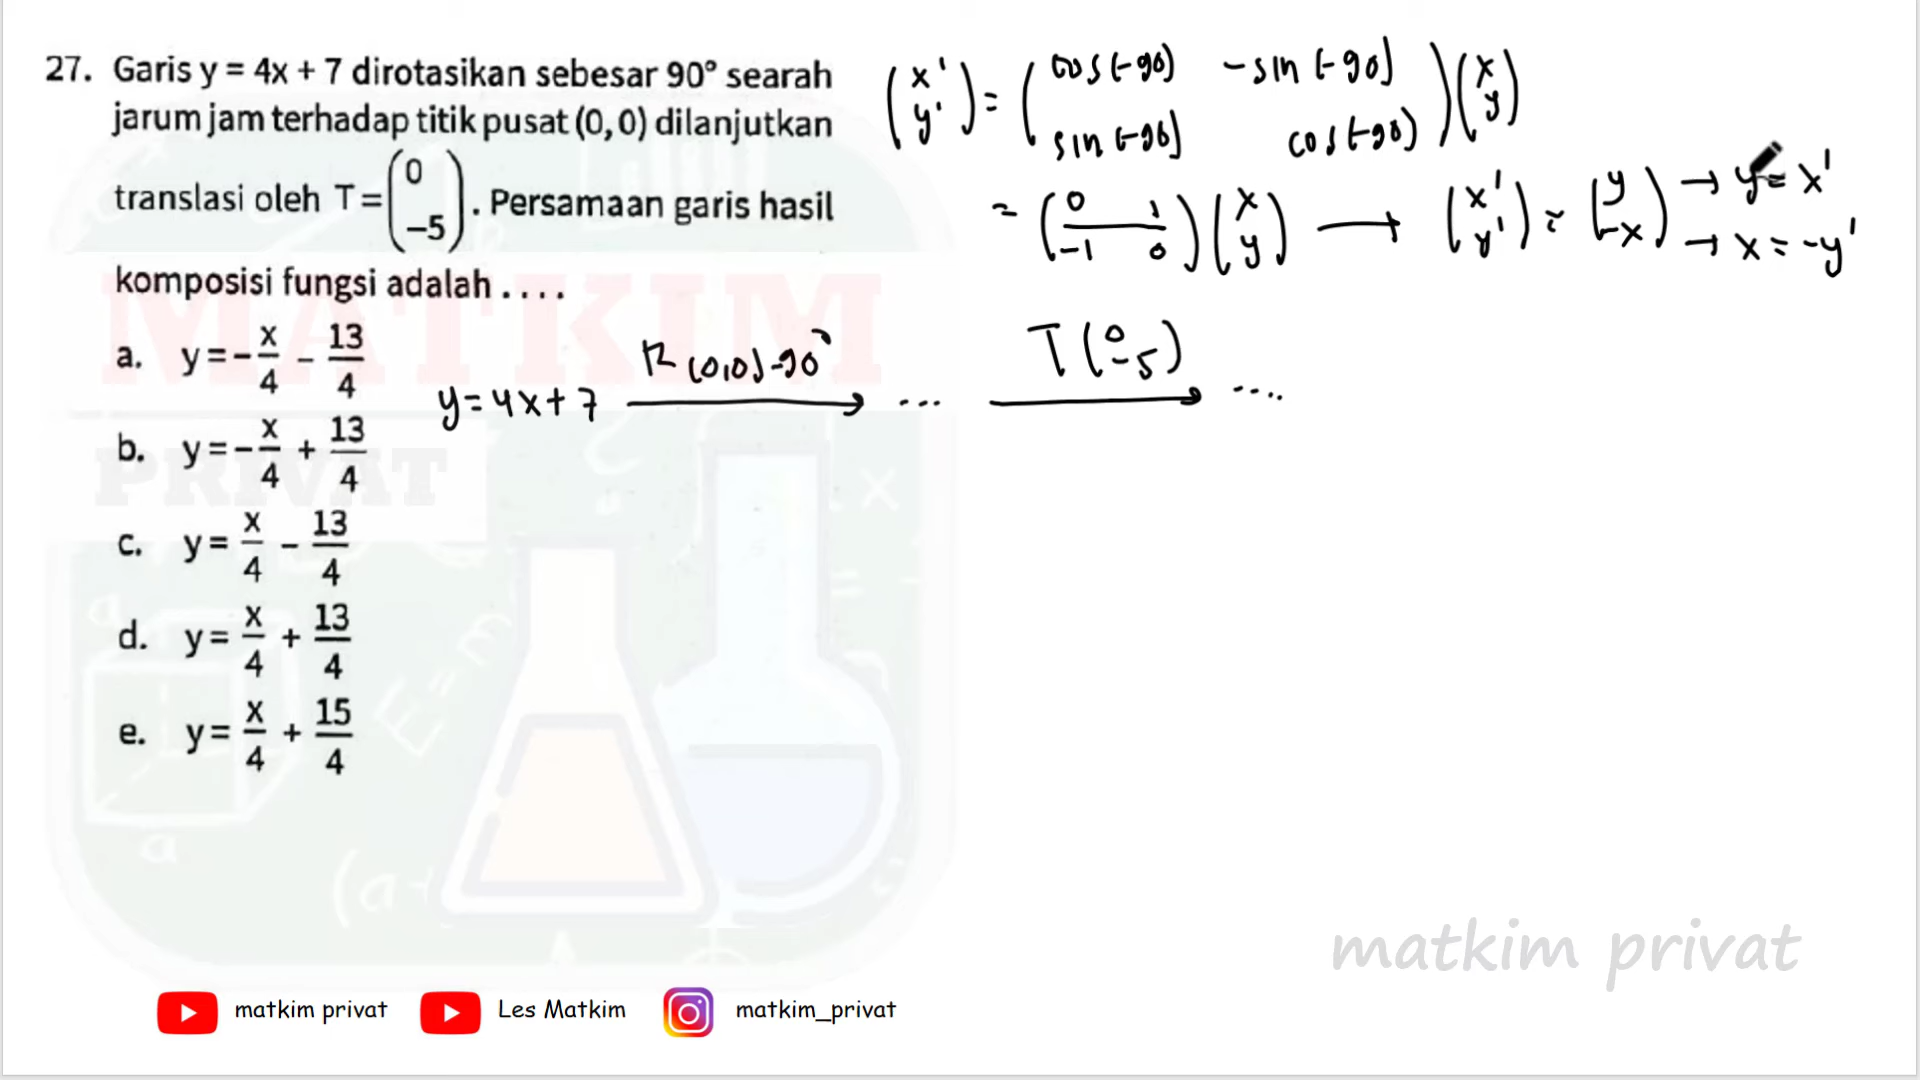 27. Garis y = 4x + 7 dirotasikan sebesar 90° searah
jarum jam terhadap titik pusat (0, 0) dilanjutkan
translasi oleh T = (0 −5). Persamaan garis hasil
komposisi fungsi adalah . . . .
a. y = −x/4 − 13/4
b. y = −x/4 + 13/4
c. y = x/4 − 13/4
d. y = x/4 + 13/4
e. y = x/4 + 15/4
(x' y') = (cos(-90) -sin(-90) sin(-90) cos(-90)) (x y)
= (0 1 -1 0) (x y) → (x' y') = (y -x) → y = x'
→ x = -y'
y = 4x + 7 R(0,0) -90° → ... T(0 -5) → ....
MATKIM
PRIVAT
E=m
a
a
(a+
x
matkim privat
matkim privat Les Matkim matkim_privat